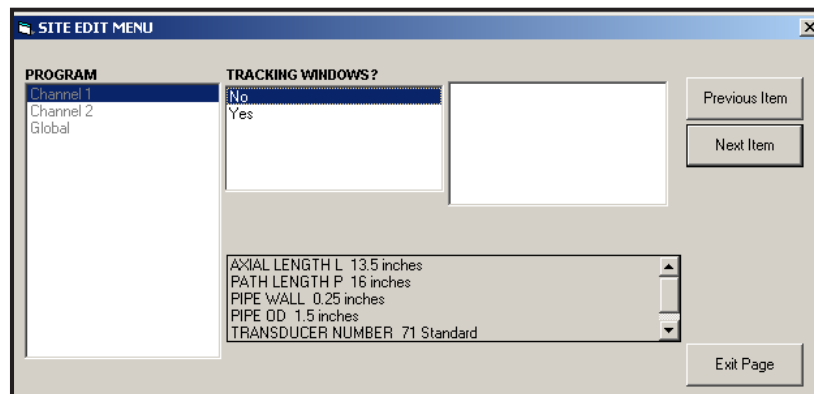 SITE EDIT MENU
PROGRAM
Channel 1
Channel 2
Global
TRACKING WINDOWS?
No
Yes
Previous Item
Next Item
AXIAL LENGTH L 13.5 inches
PATH LENGTH P 16 inches
PIPE WALL 0.25 inches
PIPE OD 1.5 inches
TRANSDUCER NUMBER 71 Standard
Exit Page